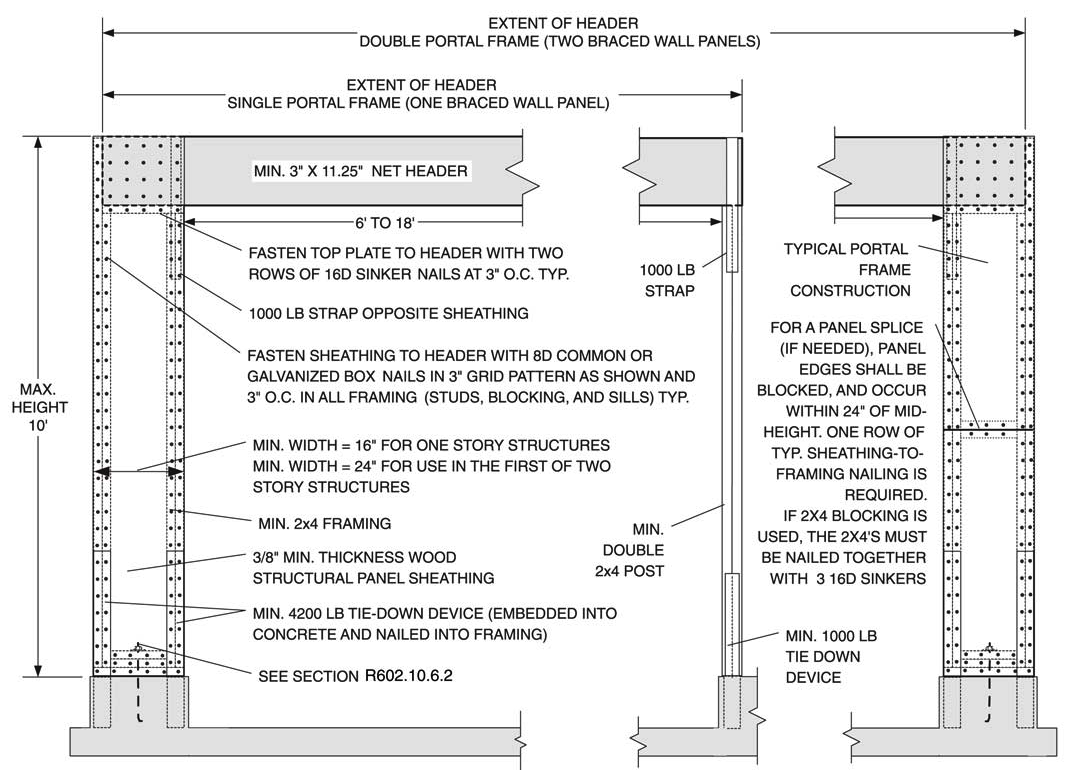 EXTENT OF HEADER
DOUBLE PORTAL FRAME (TWO BRACED WALL PANELS)
EXTENT OF HEADER
SINGLE PORTAL FRAME (ONE BRACED WALL PANEL)
MIN. 3" X 11.25" NET HEADER
6' TO 18'
FASTEN TOP PLATE TO HEADER WITH TWO
ROWS OF 16D SINKER NAILS AT 3" O.C. TYP.
1000 LB STRAP OPPOSITE SHEATHING
FASTEN SHEATHING TO HEADER WITH 8D COMMON OR
GALVANIZED BOX NAILS IN 3" GRID PATTERN AS SHOWN AND
3" O.C. IN ALL FRAMING (STUDS, BLOCKING, AND SILLS) TYP.
MAX.
HEIGHT
10'
MIN. WIDTH = 16" FOR ONE STORY STRUCTURES
MIN. WIDTH = 24" FOR USE IN THE FIRST OF TWO
STORY STRUCTURES
MIN. 2x4 FRAMING
3/8" MIN. THICKNESS WOOD
STRUCTURAL PANEL SHEATHING
MIN. 4200 LB TIE-DOWN DEVICE (EMBEDDED INTO
CONCRETE AND NAILED INTO FRAMING)
SEE SECTION R602.10.6.2
1000 LB
STRAP
MIN.
DOUBLE
2x4 POST
MIN. 1000 LB
TIE DOWN
DEVICE
TYPICAL PORTAL
FRAME
CONSTRUCTION
FOR A PANEL SPLICE
(IF NEEDED), PANEL
EDGES SHALL BE
BLOCKED, AND OCCUR
WITHIN 24" OF MID-
HEIGHT. ONE ROW OF
TYP. SHEATHING-TO-
FRAMING NAILING IS
REQUIRED.
IF 2X4 BLOCKING IS
USED, THE 2X4'S MUST
BE NAILED TOGETHER
WITH 3 16D SINKERS